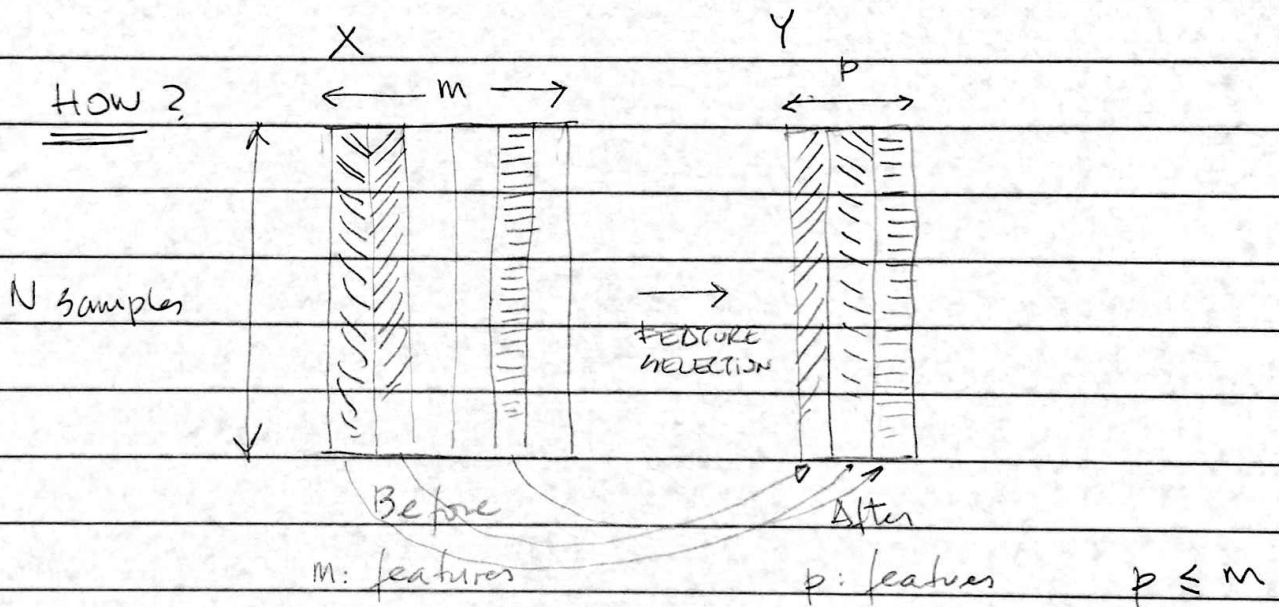 X Y
HOW ? m p
N samples
FEATURE
SELECTION
Before After
m: features p: features p ≤ m